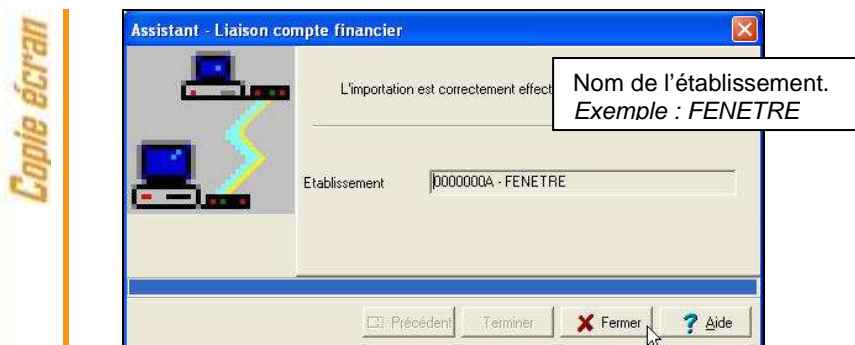 Copie écran
Assistant - Liaison compte financier
L'importation est correctement effect
Nom de l'établissement.
Exemple : FENETRE
Etablissement
0000000A - FENETRE
Précédent
Terminer
Fermer
Aide